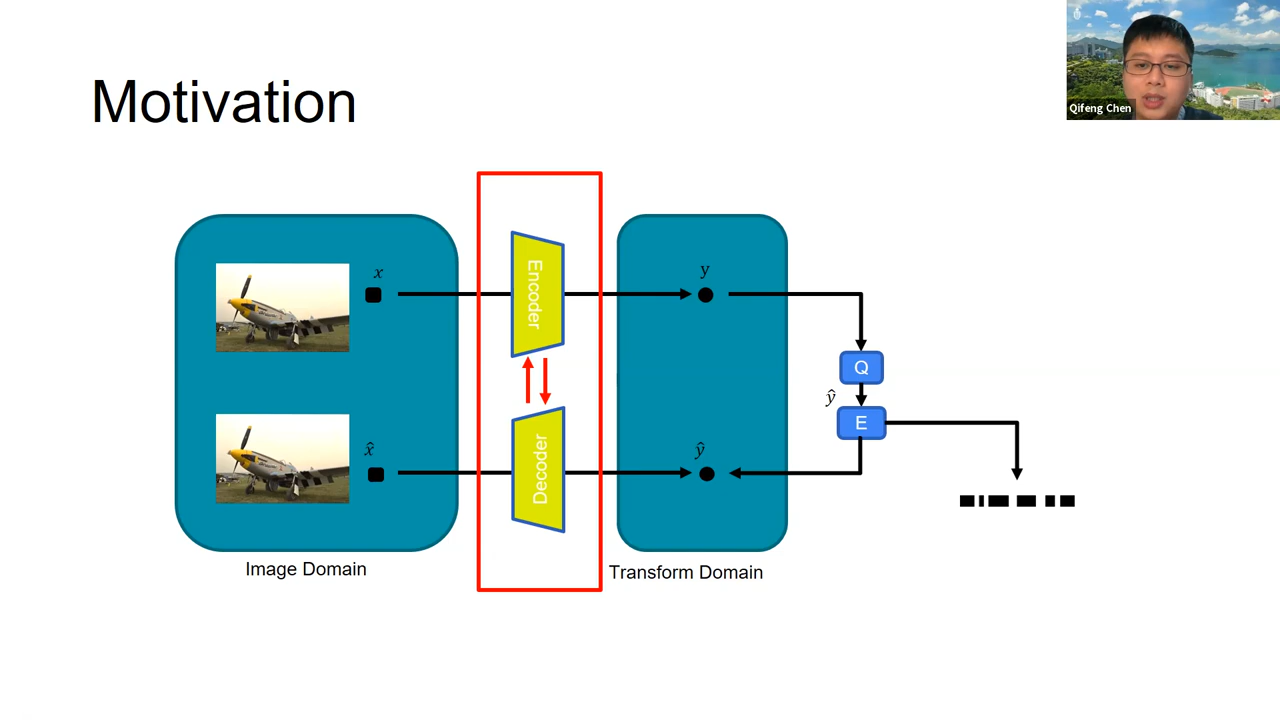 Motivation
Qifeng Chen
x
Encoder
y
Q
ŷ
E
x̂
Decoder
ŷ
Image Domain
Transform Domain